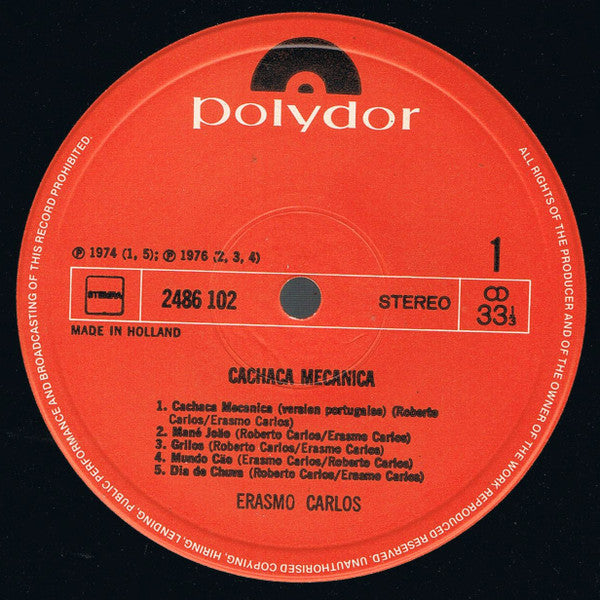 polydor
℗ 1974 (1, 5); ℗ 1976 (2, 3, 4)
1
STEMRA
2486 102
STEREO
33⅓
MADE IN HOLLAND
CACHACA MECANICA
1. Cachaca Mecanica (version portugales) (Roberto
Carlos/Erasmo Carlos)
2. Mané João (Roberto Carlos/Erasmo Carlos)
3. Grilos (Roberto Carlos/Erasmo Carlos)
4. Mundo Cão (Erasmo Carlos/Roberto Carlos)
5. Dia de Chuva (Roberto Carlos/Erasmo Carlos)
ERASMO CARLOS
ALL RIGHTS OF THE PRODUCER AND OF THE OWNER OF THE WORK REPRODUCED RESERVED. UNAUTHORISED COPYING, HIRING, LENDING, PUBLIC PERFORMANCE AND BROADCASTING OF THIS RECORD PROHIBITED.